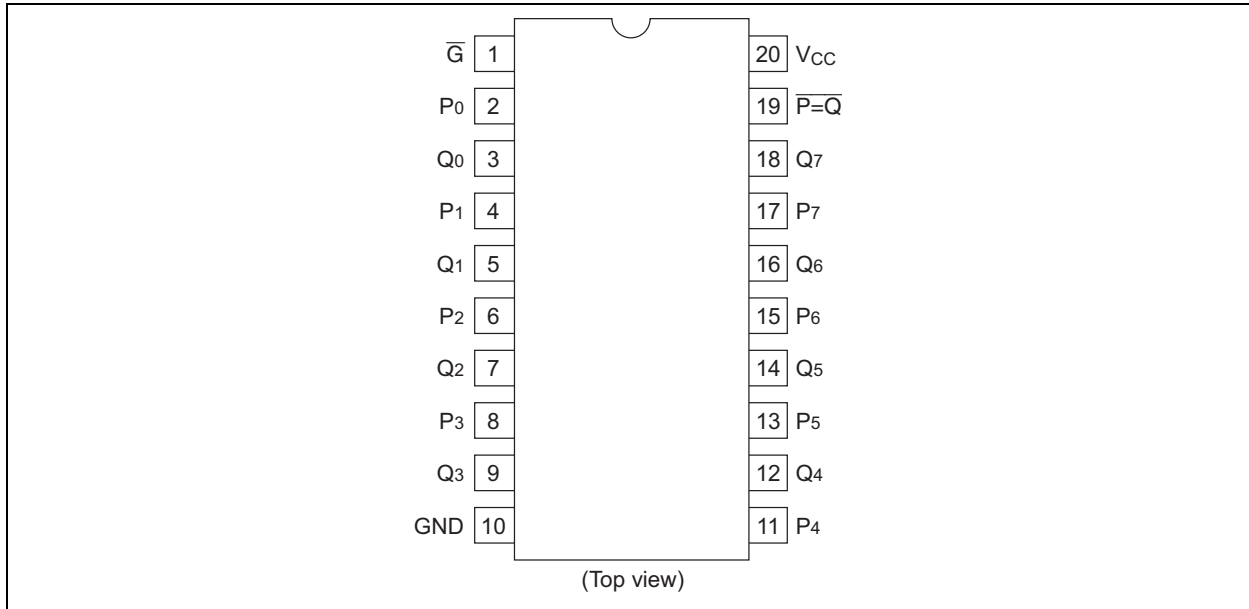 G̅ 1 20 VCC
P0 2 19 P̅=̅Q̅
Q0 3 18 Q7
P1 4 17 P7
Q1 5 16 Q6
P2 6 15 P6
Q2 7 14 Q5
P3 8 13 P5
Q3 9 12 Q4
GND 10 11 P4
(Top view)